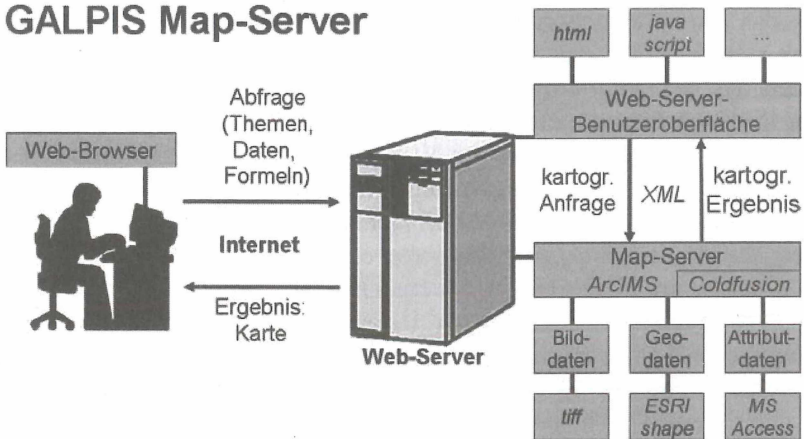 GALPIS Map-Server
html
java
script
...
Web-Server-
Benutzeroberfläche
Abfrage
(Themen,
Daten,
Formeln)
Web-Browser
Internet
Ergebnis:
Karte
Web-Server
kartogr.
Anfrage
XML
kartogr.
Ergebnis
Map-Server
ArcIMS
Coldfusion
Bild-
daten
Geo-
daten
Attribut-
daten
tiff
ESRI
shape
MS
Access